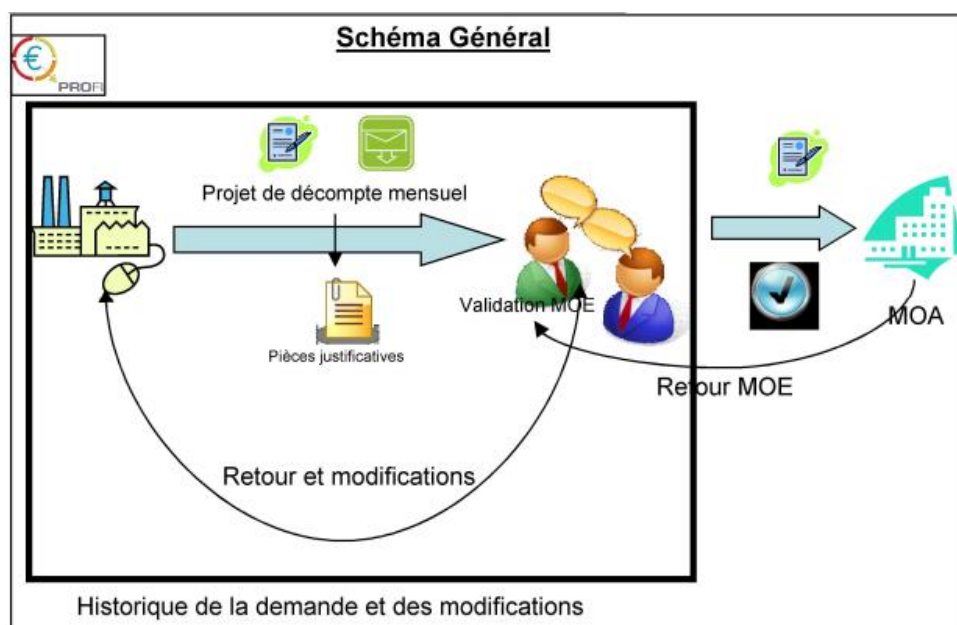 Schéma Général
€
PROFI
Projet de décompte mensuel
Validation MOE
Pièces justificatives
MOA
Retour MOE
Retour et modifications
Historique de la demande et des modifications